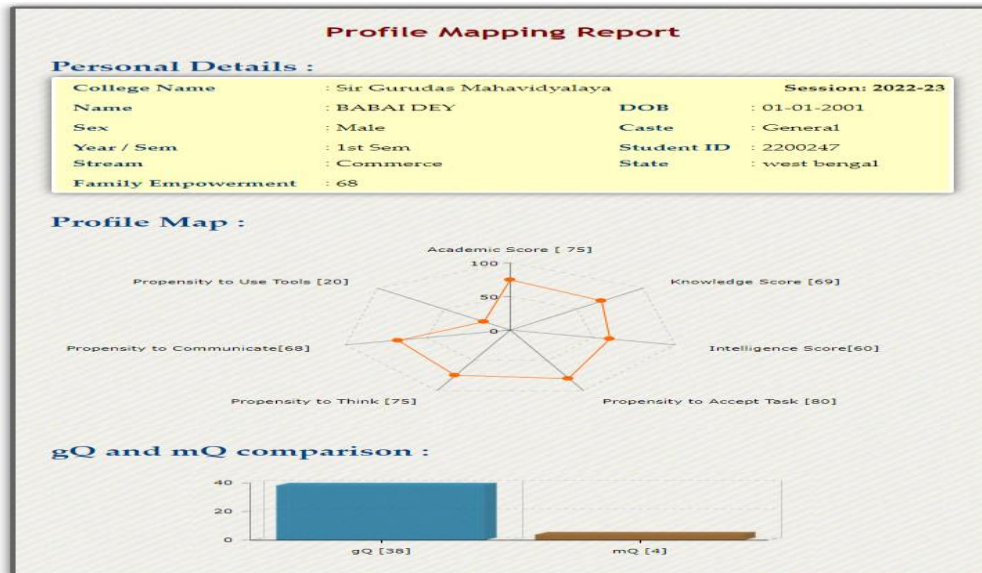 Profile Mapping Report
Personal Details :
College Name : Sir Gurudas Mahavidyalaya Session: 2022-23
Name : BABAI DEY DOB : 01-01-2001
Sex : Male Caste : General
Year / Sem : 1st Sem Student ID : 2200247
Stream : Commerce State : west bengal
Family Empowerment : 68
Profile Map :
Academic Score [ 75]
100
Propensity to Use Tools [20] Knowledge Score [69]
50
0
Propensity to Communicate[68] Intelligence Score[60]
Propensity to Think [75] Propensity to Accept Task [80]
gQ and mQ comparison :
40
20
0
gQ [38] mQ [4]